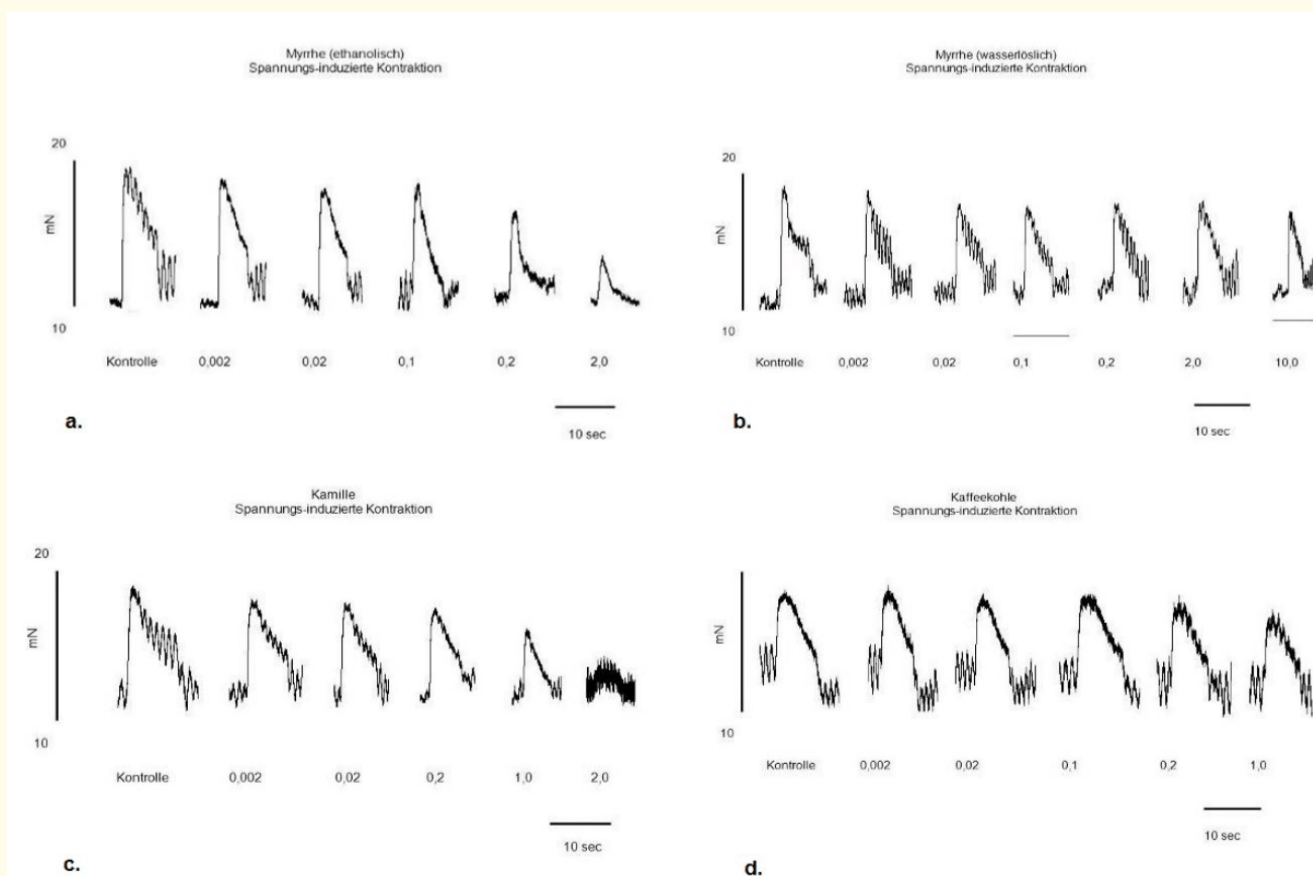 Myrrhe (ethanolisch)
Spannungs-induzierte Kontraktion
20
mN
10
Kontrolle 0,002 0,02 0,1 0,2 2,0
10 sec
a.
Myrrhe (wasserlöslich)
Spannungs-induzierte Kontraktion
20
mN
10
Kontrolle 0,002 0,02 0,1 0,2 2,0 10,0
10 sec
b.
Kamille
Spannungs-induzierte Kontraktion
20
mN
10
Kontrolle 0,002 0,02 0,2 1,0 2,0
10 sec
c.
Kaffeekohle
Spannungs-induzierte Kontraktion
mN
10
Kontrolle 0,002 0,02 0,1 0,2 1,0
10 sec
d.